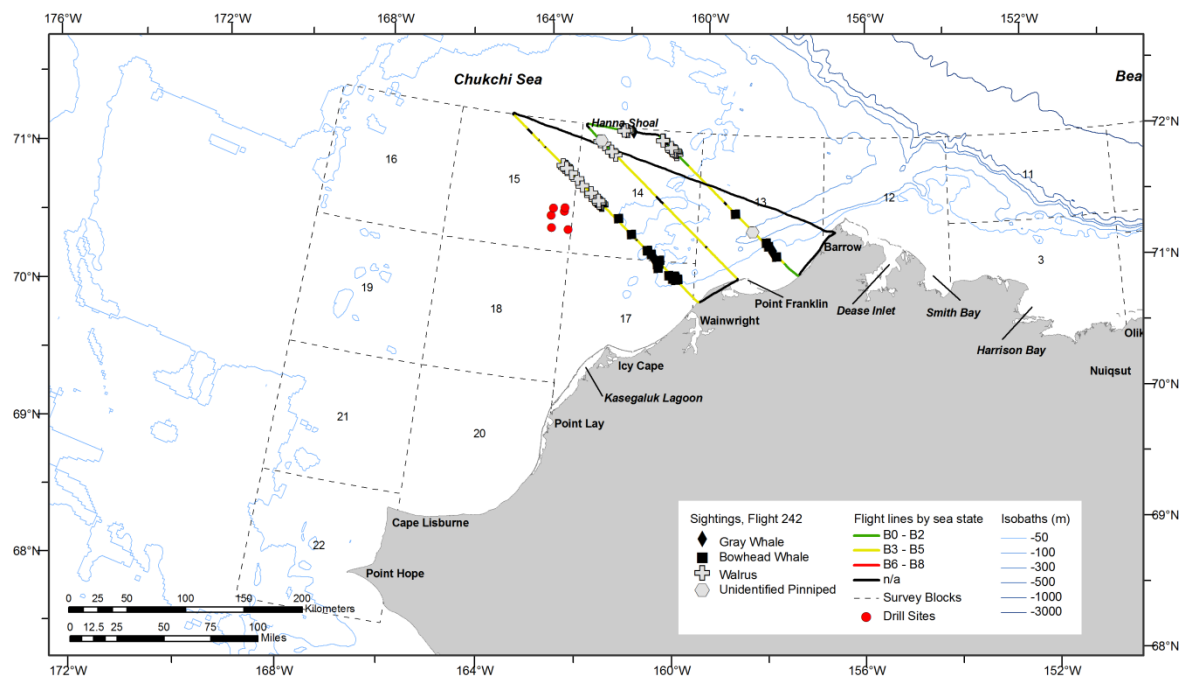 176°W
172°W
168°W
164°W
160°W
156°W
152°W
Chukchi Sea
Bea
72°N
71°N
Hanna Shoal
16
15
14
13
12
11
Barrow
71°N
3
70°N
19
18
17
Point Franklin
Wainwright
Dease Inlet
Smith Bay
Harrison Bay
Olik
Icy Cape
Nuiqsut
Kasegaluk Lagoon
70°N
69°N
21
20
Point Lay
Cape Lisburne
69°N
22
68°N
Point Hope
Sightings, Flight 242
Gray Whale
Bowhead Whale
Walrus
Unidentified Pinniped
Flight lines by sea state
B0 - B2
B3 - B5
B6 - B8
n/a
Survey Blocks
Drill Sites
Isobaths (m)
-50
-100
-300
-500
-1000
-3000
0 25 50 100 150 200
Kilometers
0 12.5 25 50 75 100
Miles
68°N
172°W
168°W
164°W
160°W
156°W
152°W